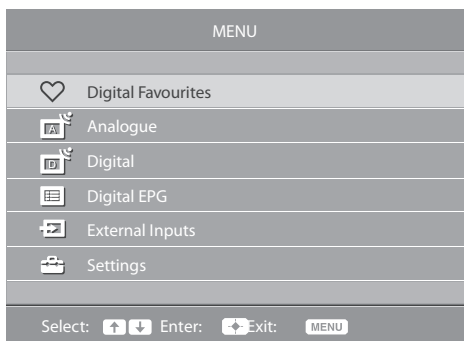 MENU
Digital Favourites
A Analogue
D Digital
Digital EPG
External Inputs
Settings
Select: Enter: Exit: MENU